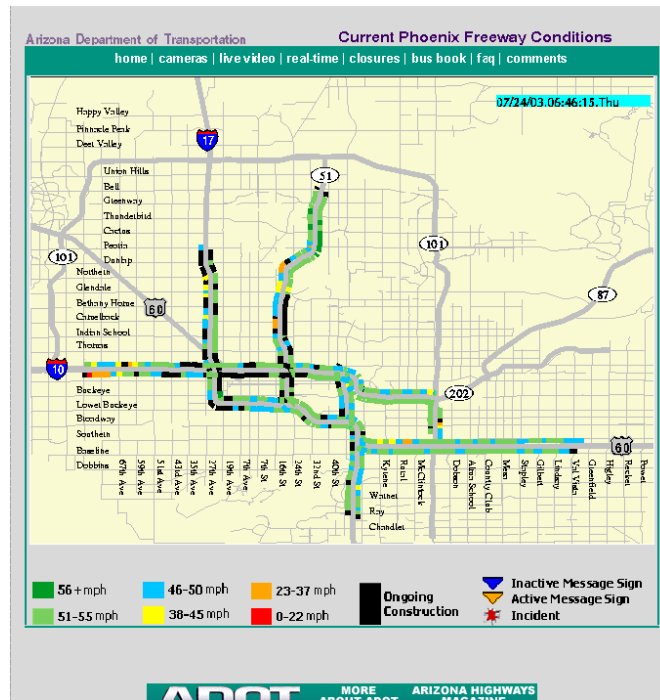 Arizona Department of Transportation
Current Phoenix Freeway Conditions
home | cameras | live video | real-time | closures | bus book | faq | comments
07/24/03.06:46:15.Thu
Happy Valley
Pinnacle Peak
Deer Valley
17
Union Hills
Bell
Greenway
Thunderbird
Cactus
Peoria
Dunlap
Northern
Glendale
Bethany Home
Camelback
Indian School
Thomas
51
101
101
87
60
10
202
60
Buckeye
Lower Buckeye
Broadway
Southern
Baseline
Dobbins
67th Ave
59th Ave
51st Ave
43rd Ave
35th Ave
27th Ave
19th Ave
7th Ave
7th St
16th St
24th St
32nd St
40th St
Kyrene
Rural
McClintock
Dobson
Alma School
Country Club
Mesa
Stapley
Gilbert
Lindsay
Val Vista
Greenfield
Higley
Recker
Power
Warner
Ray
Chandler
56+mph
46-50 mph
23-37 mph
51-55 mph
38-45 mph
0-22 mph
Ongoing
Construction
Inactive Message Sign
Active Message Sign
Incident
ADOT
MORE
ABOUT ADOT
ARIZONA HIGHWAYS
MAGAZINE